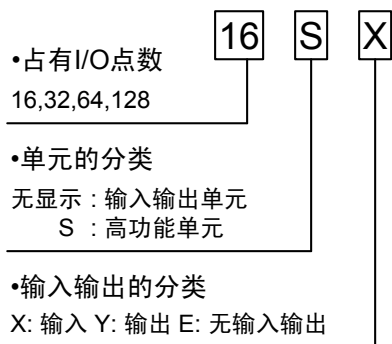 16 S X
•占有I/O点数
16,32,64,128
•单元的分类
无显示 : 输入输出单元
S : 高功能单元
•输入输出的分类
X: 输入 Y: 输出 E: 无输入输出